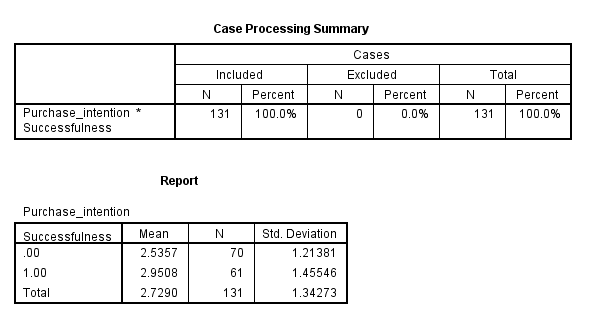 Case Processing Summary
Cases
Included Excluded Total
N Percent N Percent N Percent
Purchase_intention * Successfulness 131 100.0% 0 0.0% 131 100.0%
Report
Purchase_intention
Successfulness Mean N Std. Deviation
.00 2.5357 70 1.21381
1.00 2.9508 61 1.45546
Total 2.7290 131 1.34273